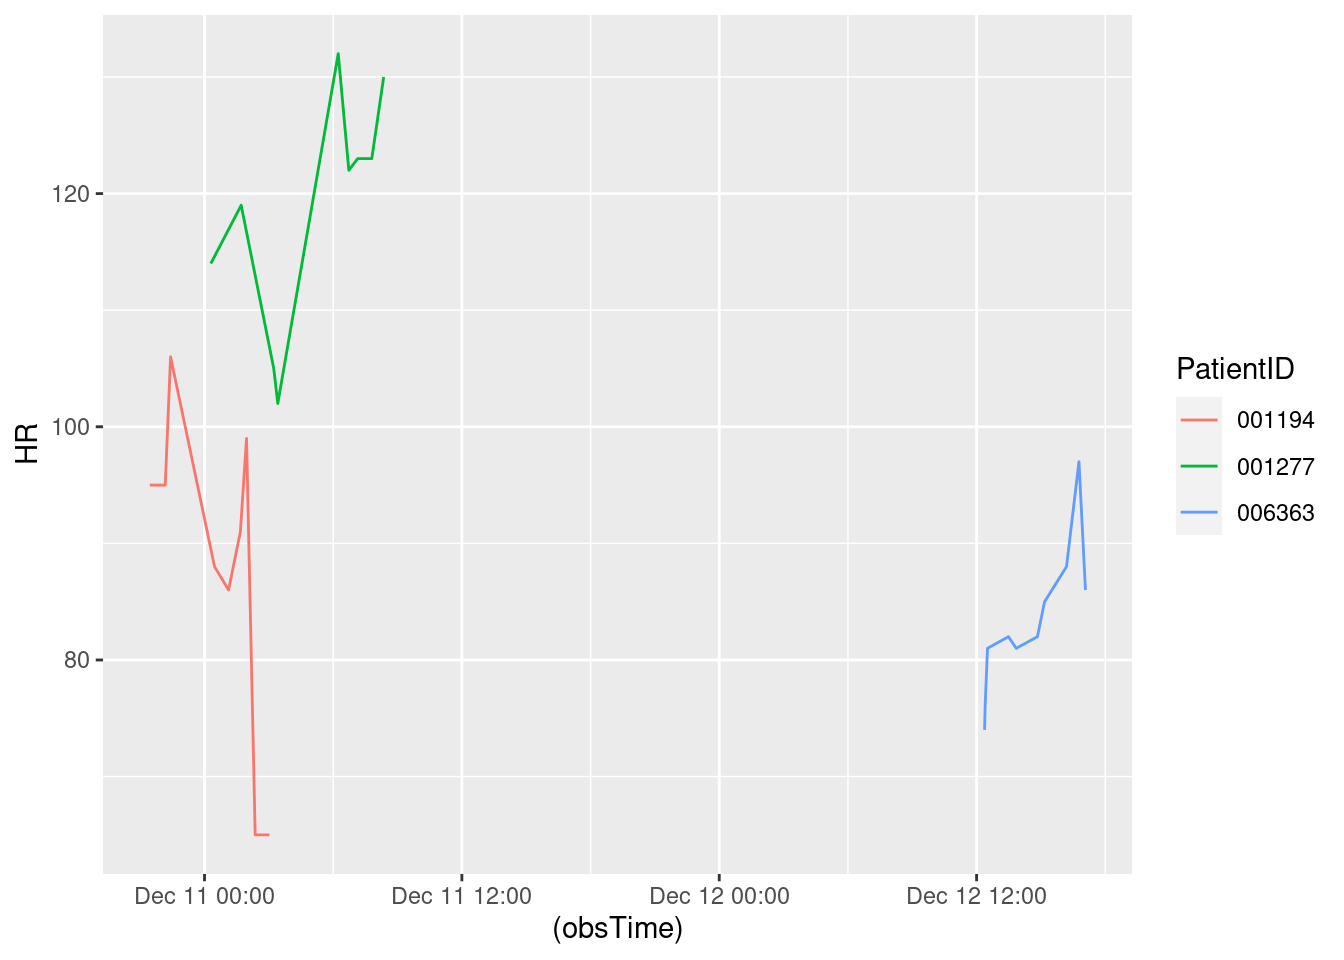 HR
120
100
80
Dec 11 00:00
Dec 11 12:00
Dec 12 00:00
Dec 12 12:00
(obsTime)
PatientID
001194
001277
006363